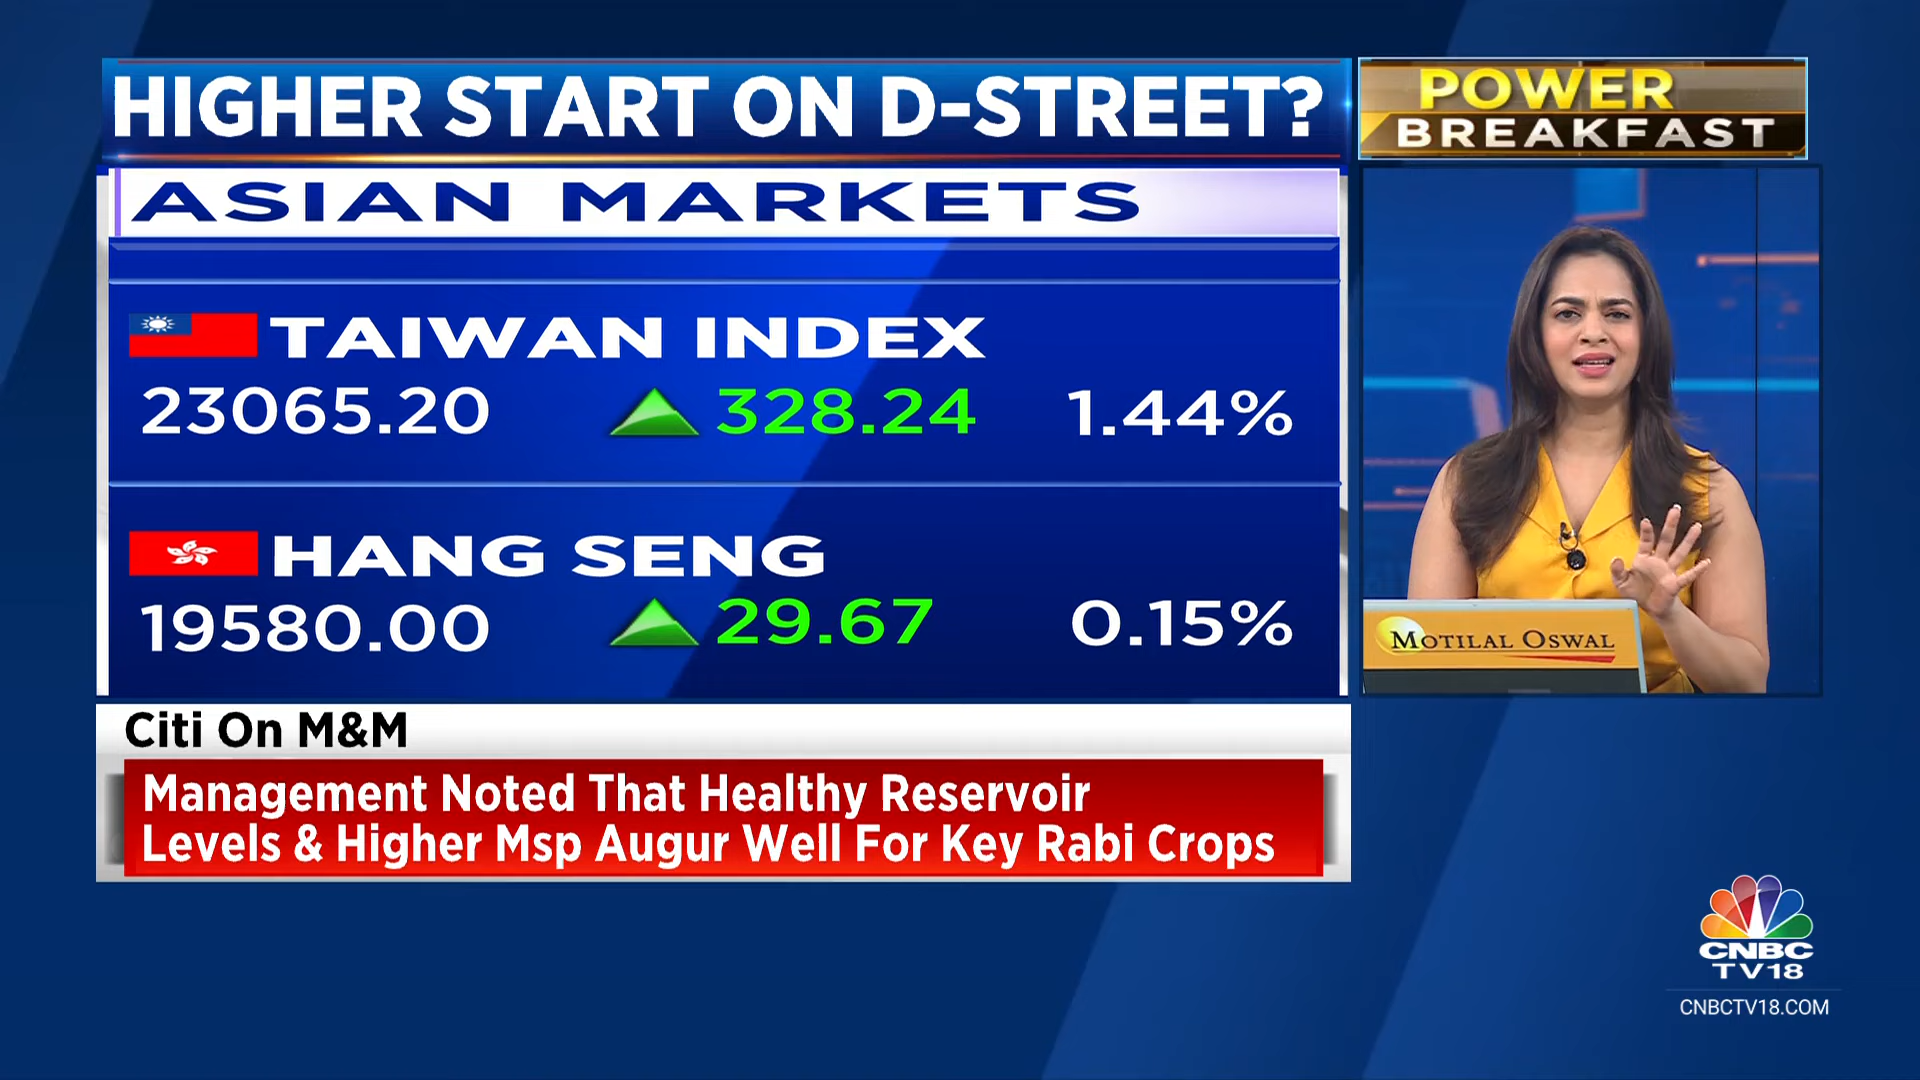 HIGHER START ON D-STREET?
POWER
BREAKFAST
ASIAN MARKETS
TAIWAN INDEX
23065.20 328.24 1.44%
HANG SENG
19580.00 29.67 0.15%
MOTILAL OSWAL
Citi On M&M
Management Noted That Healthy Reservoir
Levels & Higher Msp Augur Well For Key Rabi Crops
CNBC
TV18
CNBCTV18.COM